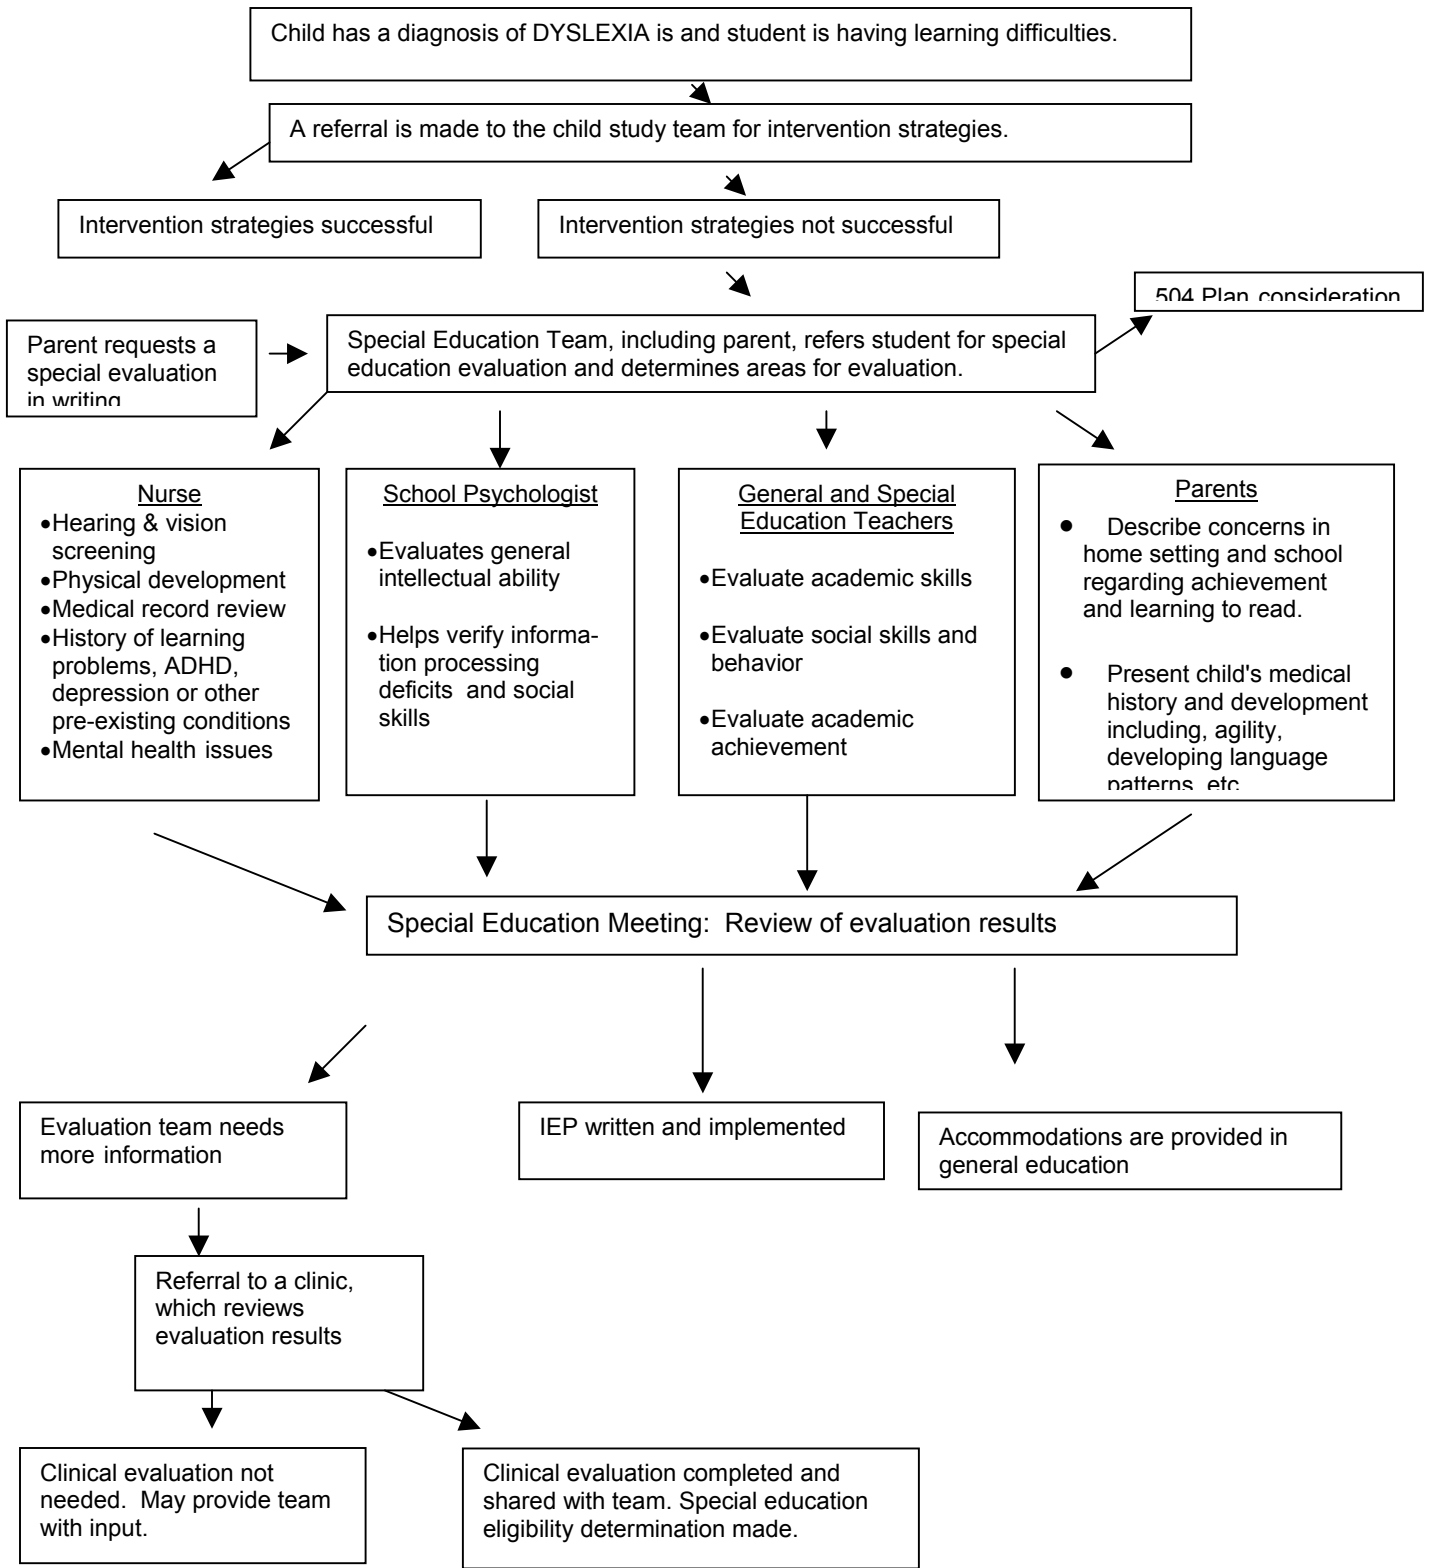 Child has a diagnosis of DYSLEXIA is and student is having learning difficulties.
A referral is made to the child study team for intervention strategies.
Intervention strategies successful
Intervention strategies not successful
504 Plan consideration
Parent requests a
special evaluation
in writing
Special Education Team, including parent, refers student for special
education evaluation and determines areas for evaluation.
Nurse
•Hearing & vision
screening
•Physical development
•Medical record review
•History of learning
problems, ADHD,
depression or other
pre-existing conditions
•Mental health issues
School Psychologist
•Evaluates general
intellectual ability
•Helps verify informa-
tion processing
deficits and social
skills
General and Special
Education Teachers
•Evaluate academic skills
•Evaluate social skills and
behavior
•Evaluate academic
achievement
Parents
• Describe concerns in
home setting and school
regarding achievement
and learning to read.
• Present child's medical
history and development
including, agility,
developing language
patterns, etc
Special Education Meeting: Review of evaluation results
Evaluation team needs
more information
IEP written and implemented
Accommodations are provided in
general education
Referral to a clinic,
which reviews
evaluation results
Clinical evaluation not
needed. May provide team
with input.
Clinical evaluation completed and
shared with team. Special education
eligibility determination made.